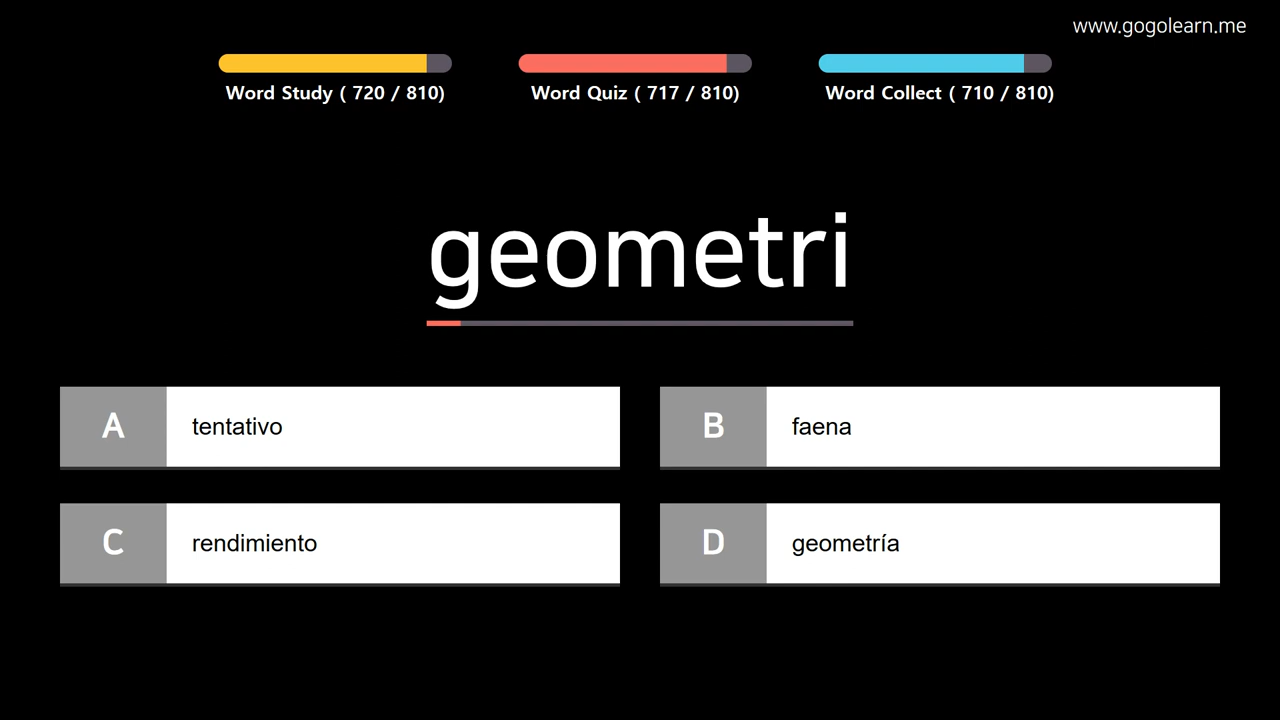 www.gogolearn.me
Word Study ( 720 / 810)
Word Quiz ( 717 / 810)
Word Collect ( 710 / 810)
geometri
A tentativo
B faena
C rendimiento
D geometría